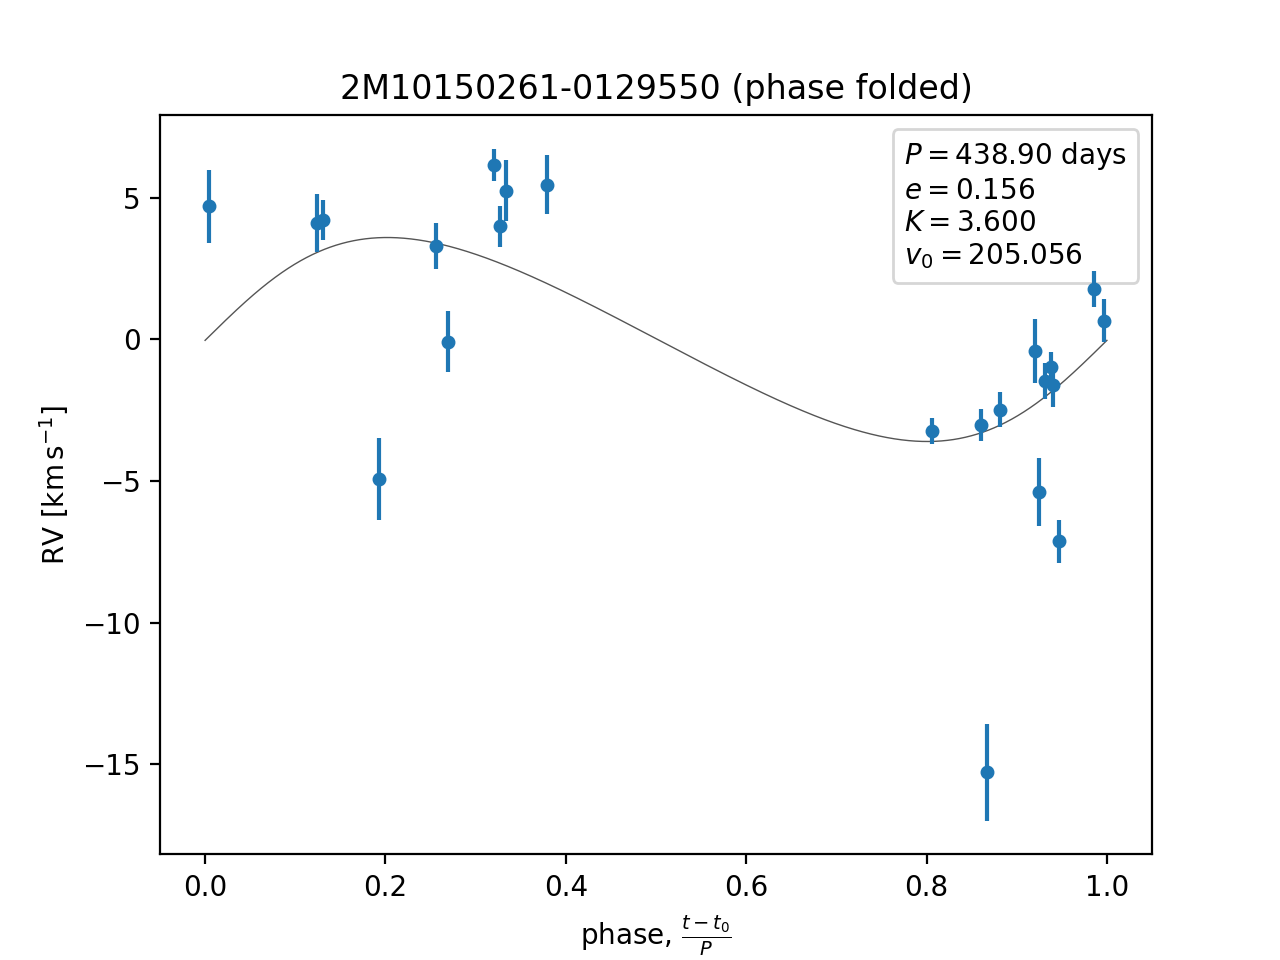 2M10150261-0129550 (phase folded)
P = 438.90 days
e = 0.156
K = 3.600
v₀ = 205.056
RV [km s⁻¹]
5
0
−5
−10
−15
0.0 0.2 0.4 0.6 0.8 1.0
phase, (t − t₀)/P